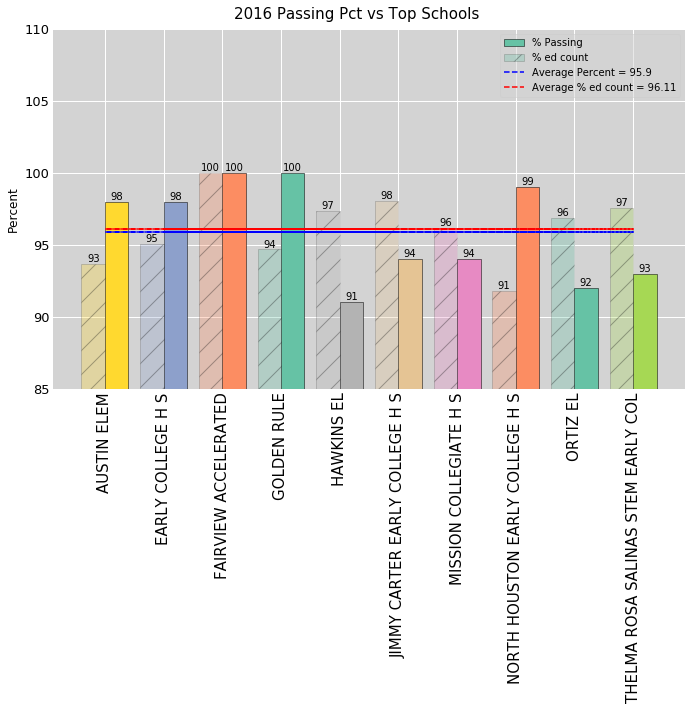 2016 Passing Pct vs Top Schools
% Passing
% ed count
Average Percent = 95.9
Average % ed count = 96.11
Percent
110
105
100
95
90
85
93
98
95
98
100
100
94
100
97
91
98
94
96
94
91
99
96
92
97
93
AUSTIN ELEM
EARLY COLLEGE H S
FAIRVIEW ACCELERATED
GOLDEN RULE
HAWKINS EL
JIMMY CARTER EARLY COLLEGE H S
MISSION COLLEGIATE H S
NORTH HOUSTON EARLY COLLEGE H S
ORTIZ EL
THELMA ROSA SALINAS STEM EARLY COL